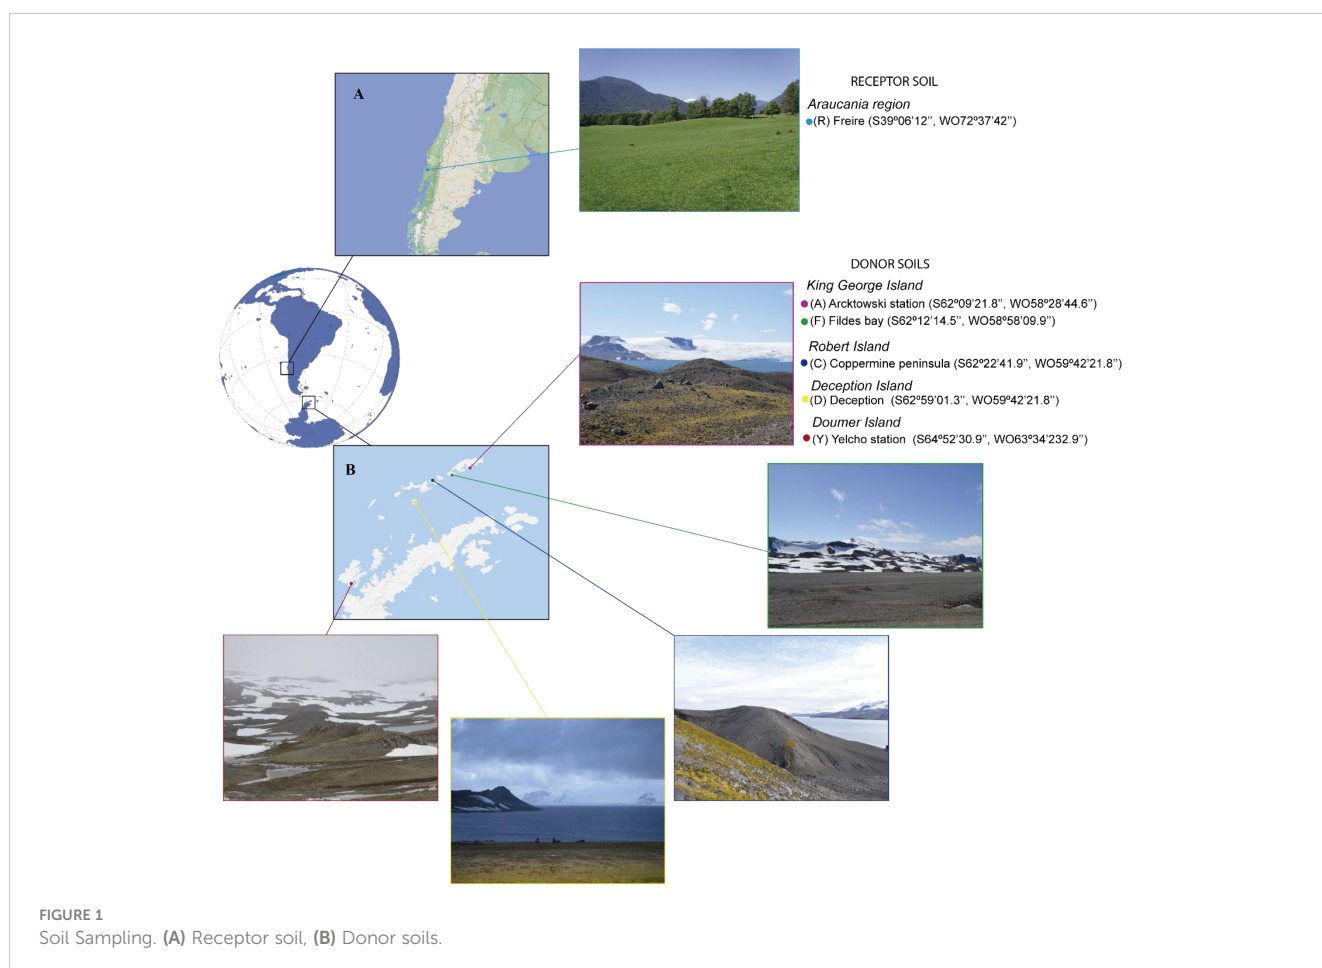 A
RECEPTOR SOIL
Araucania region
(R) Freire (S39º06'12'', WO72º37'42'')
DONOR SOILS
King George Island
(A) Arcktowski station (S62º09'21.8'', WO58º28'44.6'')
(F) Fildes bay (S62º12'14.5'', WO58º58'09.9'')
Robert Island
(C) Coppermine peninsula (S62º22'41.9'', WO59º42'21.8'')
Deception Island
(D) Deception (S62º59'01.3'', WO59º42'21.8'')
Doumer Island
(Y) Yelcho station (S64º52'30.9'', WO63º34'232.9'')
B
FIGURE 1
Soil Sampling. (A) Receptor soil, (B) Donor soils.